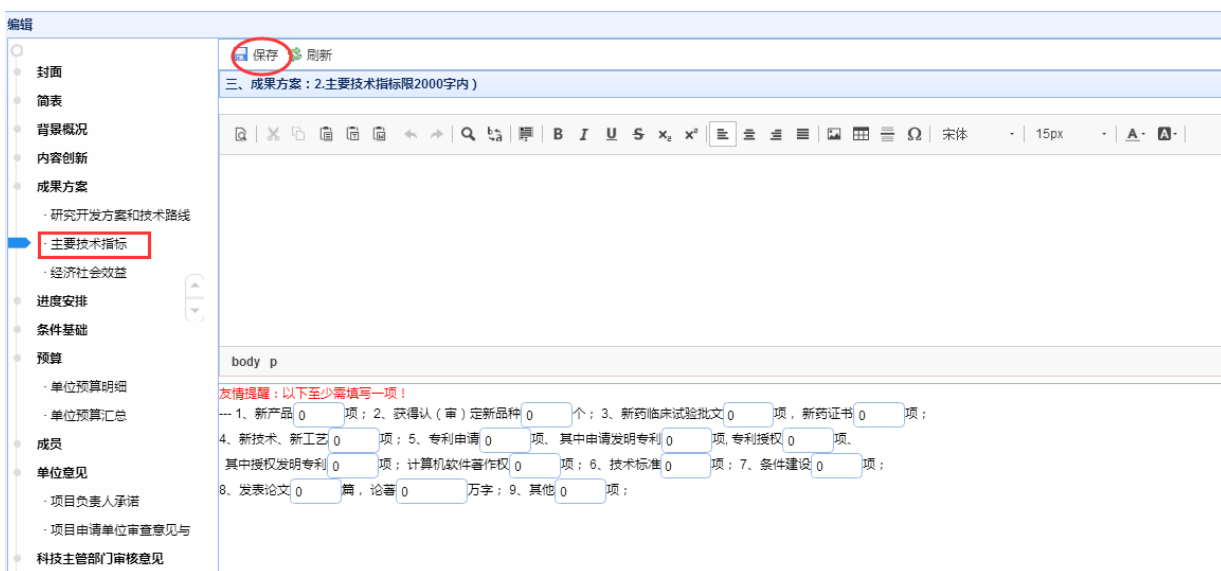 编辑
保存 刷新
封面
三、成果方案：2.主要技术指标限2000字内）
简表
背景概况
B I U S x₂ x² Ω 宋体 15px A A
内容创新
成果方案
· 研究开发方案和技术路线
· 主要技术指标
· 经济社会效益
进度安排
条件基础
预算
body p
· 单位预算明细
友情提醒：以下至少需填写一项！
--- 1、新产品 0 项； 2、获得认（审）定新品种 0 个； 3、新药临床试验批文 0 项，新药证书 0 项；
· 单位预算汇总
4、新技术、新工艺 0 项； 5、专利申请 0 项、 其中申请发明专利 0 项, 专利授权 0 项、
成员
其中授权发明专利 0 项； 计算机软件著作权 0 项； 6、技术标准 0 项； 7、条件建设 0 项；
单位意见
8、发表论文 0 篇，论著 0 万字； 9、其他 0 项；
· 项目负责人承诺
· 项目申请单位审查意见与
科技主管部门审核意见